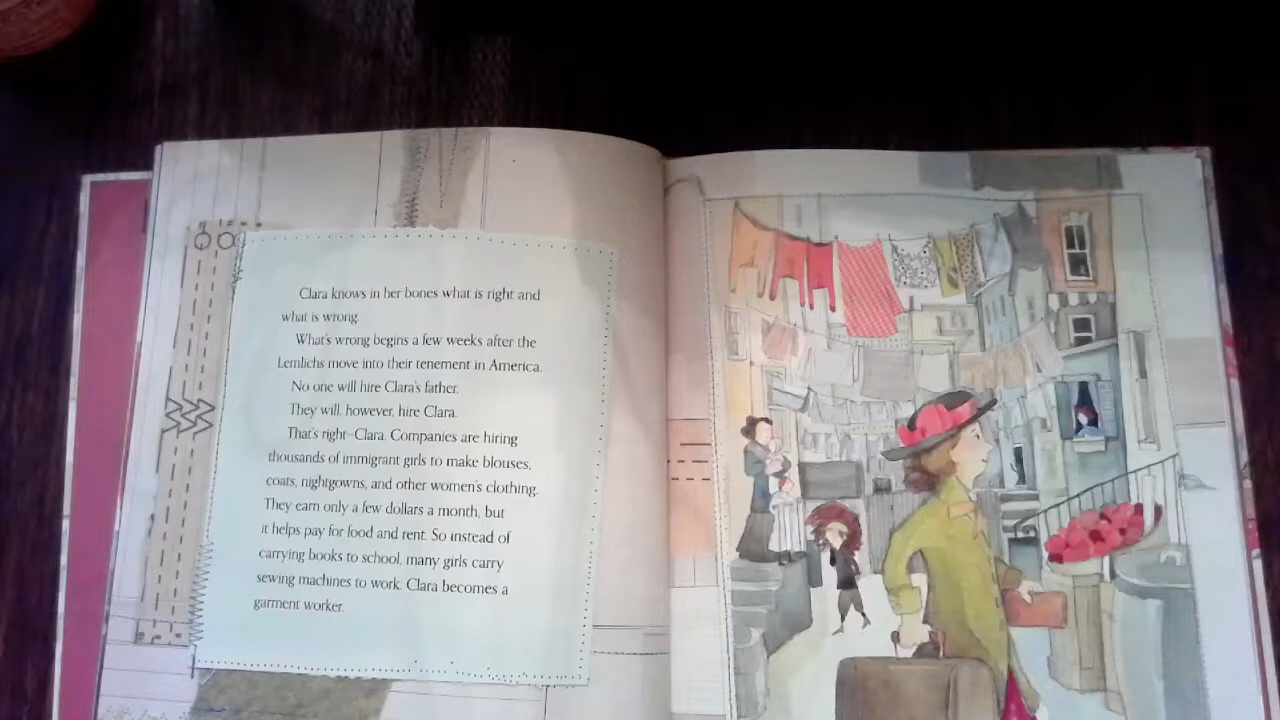 Clara knows in her bones what is right and
what is wrong.
What's wrong begins a few weeks after the
Lemlichs move into their tenement in America.
No one will hire Clara's father.
They will, however, hire Clara.
That's right—Clara. Companies are hiring
thousands of immigrant girls to make blouses,
coats, nightgowns, and other women's clothing.
They earn only a few dollars a month, but
it helps pay for food and rent. So instead of
carrying books to school, many girls carry
sewing machines to work. Clara becomes a
garment worker.